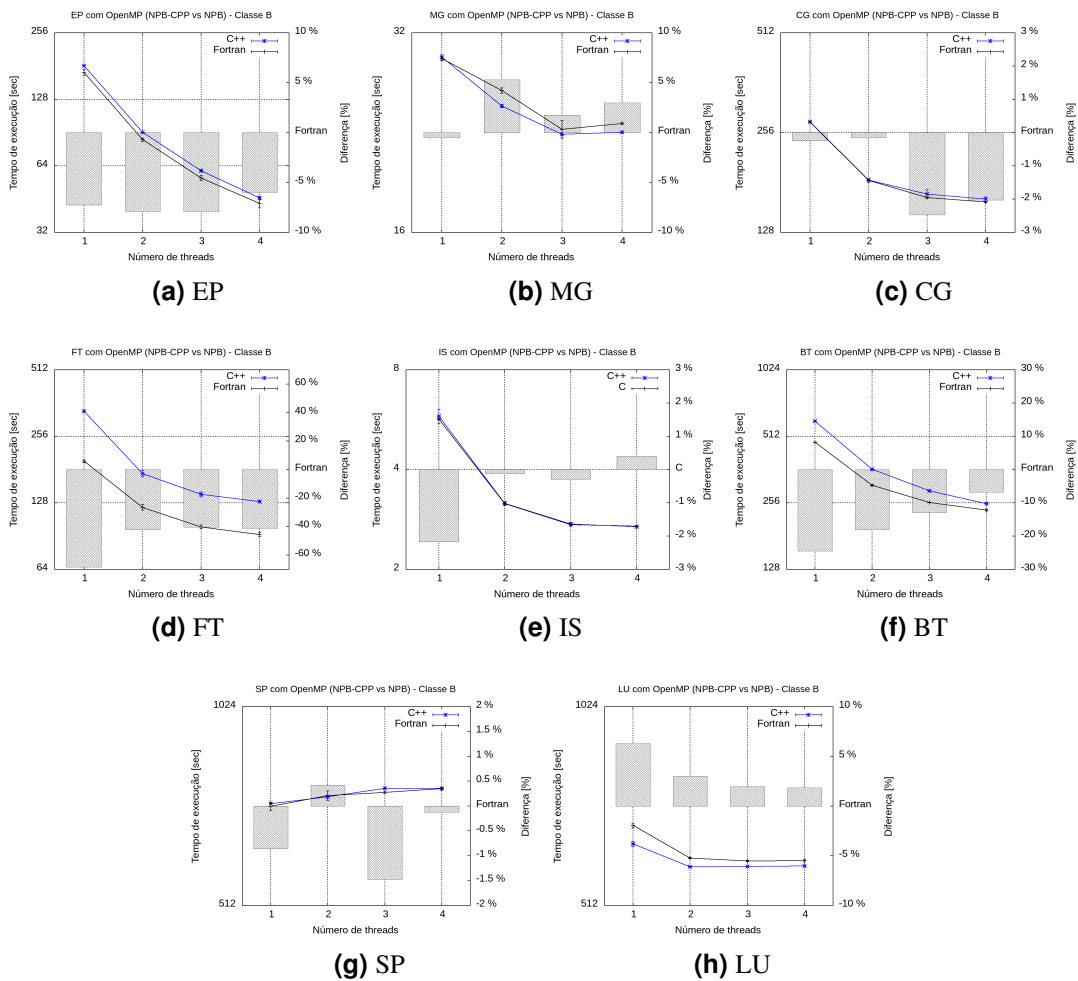 EP com OpenMP (NPB-CPP vs NPB) - Classe B
256
128
64
32
Tempo de execução [sec]
C++
Fortran
10 %
5 %
Fortran
-5 %
-10 %
Diferença [%]
1 2 3 4
Número de threads
(a) EP
MG com OpenMP (NPB-CPP vs NPB) - Classe B
32
16
Tempo de execução [sec]
C++
Fortran
10 %
5 %
Fortran
-5 %
-10 %
Diferença [%]
1 2 3 4
Número de threads
(b) MG
CG com OpenMP (NPB-CPP vs NPB) - Classe B
512
256
128
Tempo de execução [sec]
C++
Fortran
3 %
2 %
1 %
Fortran
-1 %
-2 %
-3 %
Diferença [%]
1 2 3 4
Número de threads
(c) CG
FT com OpenMP (NPB-CPP vs NPB) - Classe B
512
256
128
64
Tempo de execução [sec]
C++
Fortran
60 %
40 %
20 %
Fortran
-20 %
-40 %
-60 %
Diferença [%]
1 2 3 4
Número de threads
(d) FT
IS com OpenMP (NPB-CPP vs NPB) - Classe B
8
4
2
Tempo de execução [sec]
C++
C
3 %
2 %
1 %
C
-1 %
-2 %
-3 %
Diferença [%]
1 2 3 4
Número de threads
(e) IS
BT com OpenMP (NPB-CPP vs NPB) - Classe B
1024
512
256
128
Tempo de execução [sec]
C++
Fortran
30 %
20 %
10 %
Fortran
-10 %
-20 %
-30 %
Diferença [%]
1 2 3 4
Número de threads
(f) BT
SP com OpenMP (NPB-CPP vs NPB) - Classe B
1024
512
Tempo de execução [sec]
C++
Fortran
2 %
1.5 %
1 %
0.5 %
Fortran
-0.5 %
-1 %
-1.5 %
-2 %
Diferença [%]
1 2 3 4
Número de threads
(g) SP
LU com OpenMP (NPB-CPP vs NPB) - Classe B
1024
512
Tempo de execução [sec]
C++
Fortran
10 %
5 %
Fortran
-5 %
-10 %
Diferença [%]
1 2 3 4
Número de threads
(h) LU